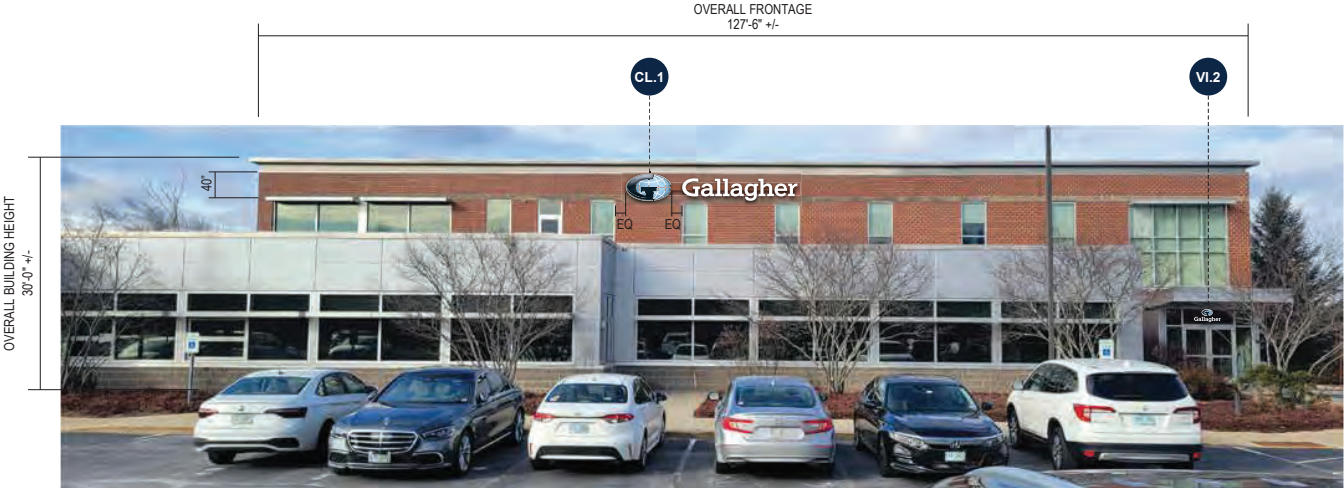 OVERALL FRONTAGE
127'-6" +/-
CL.1
VI.2
OVERALL BUILDING HEIGHT
30'-0" +/-
40"
G Gallagher
EQ
EQ
G
Gallagher